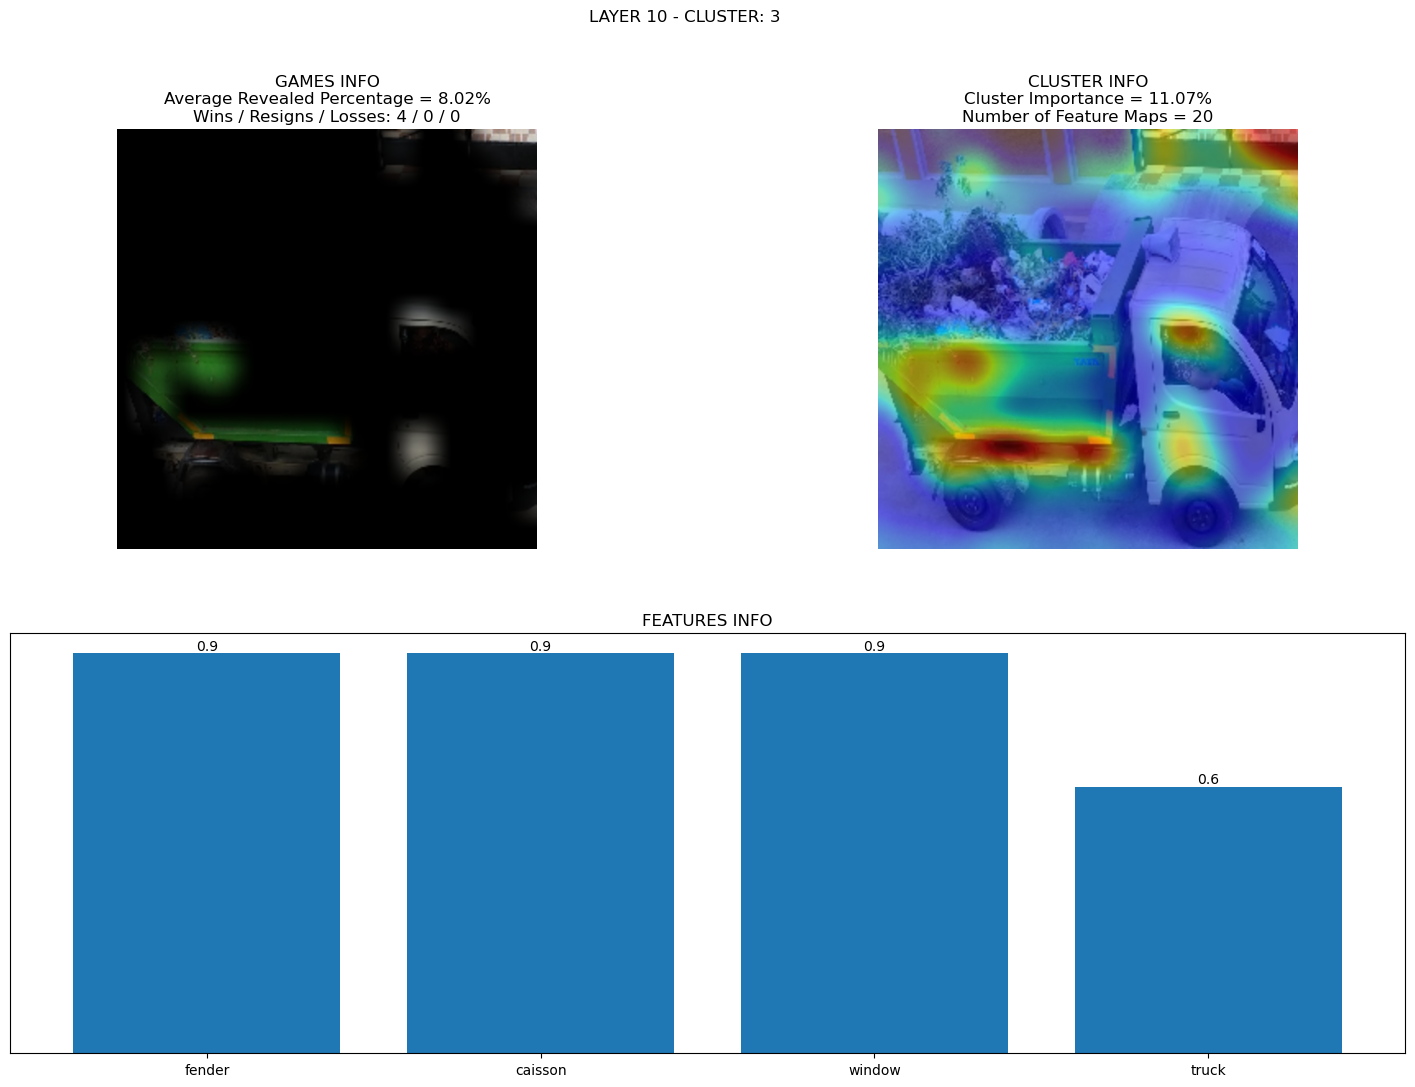 LAYER 10 - CLUSTER: 3
GAMES INFO
Average Revealed Percentage = 8.02%
Wins / Resigns / Losses: 4 / 0 / 0
CLUSTER INFO
Cluster Importance = 11.07%
Number of Feature Maps = 20
FEATURES INFO
0.9
0.9
0.9
0.6
fender
caisson
window
truck